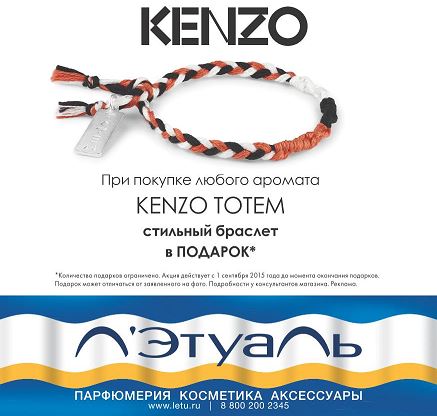 KENZO
При покупке любого аромата
KENZO TOTEM
стильный браслет
в ПОДАРОК*
*Количество подарков ограничено. Акция действует с 1 сентября 2015 года до момента окончания подарков.
Подарок может отличаться от заявленного на фото. Подробности у консультантов магазина. Реклама.
Л'Этуаль
ПАРФЮМЕРИЯ КОСМЕТИКА АКСЕССУАРЫ
www.letu.ru | 8 800 200 2345